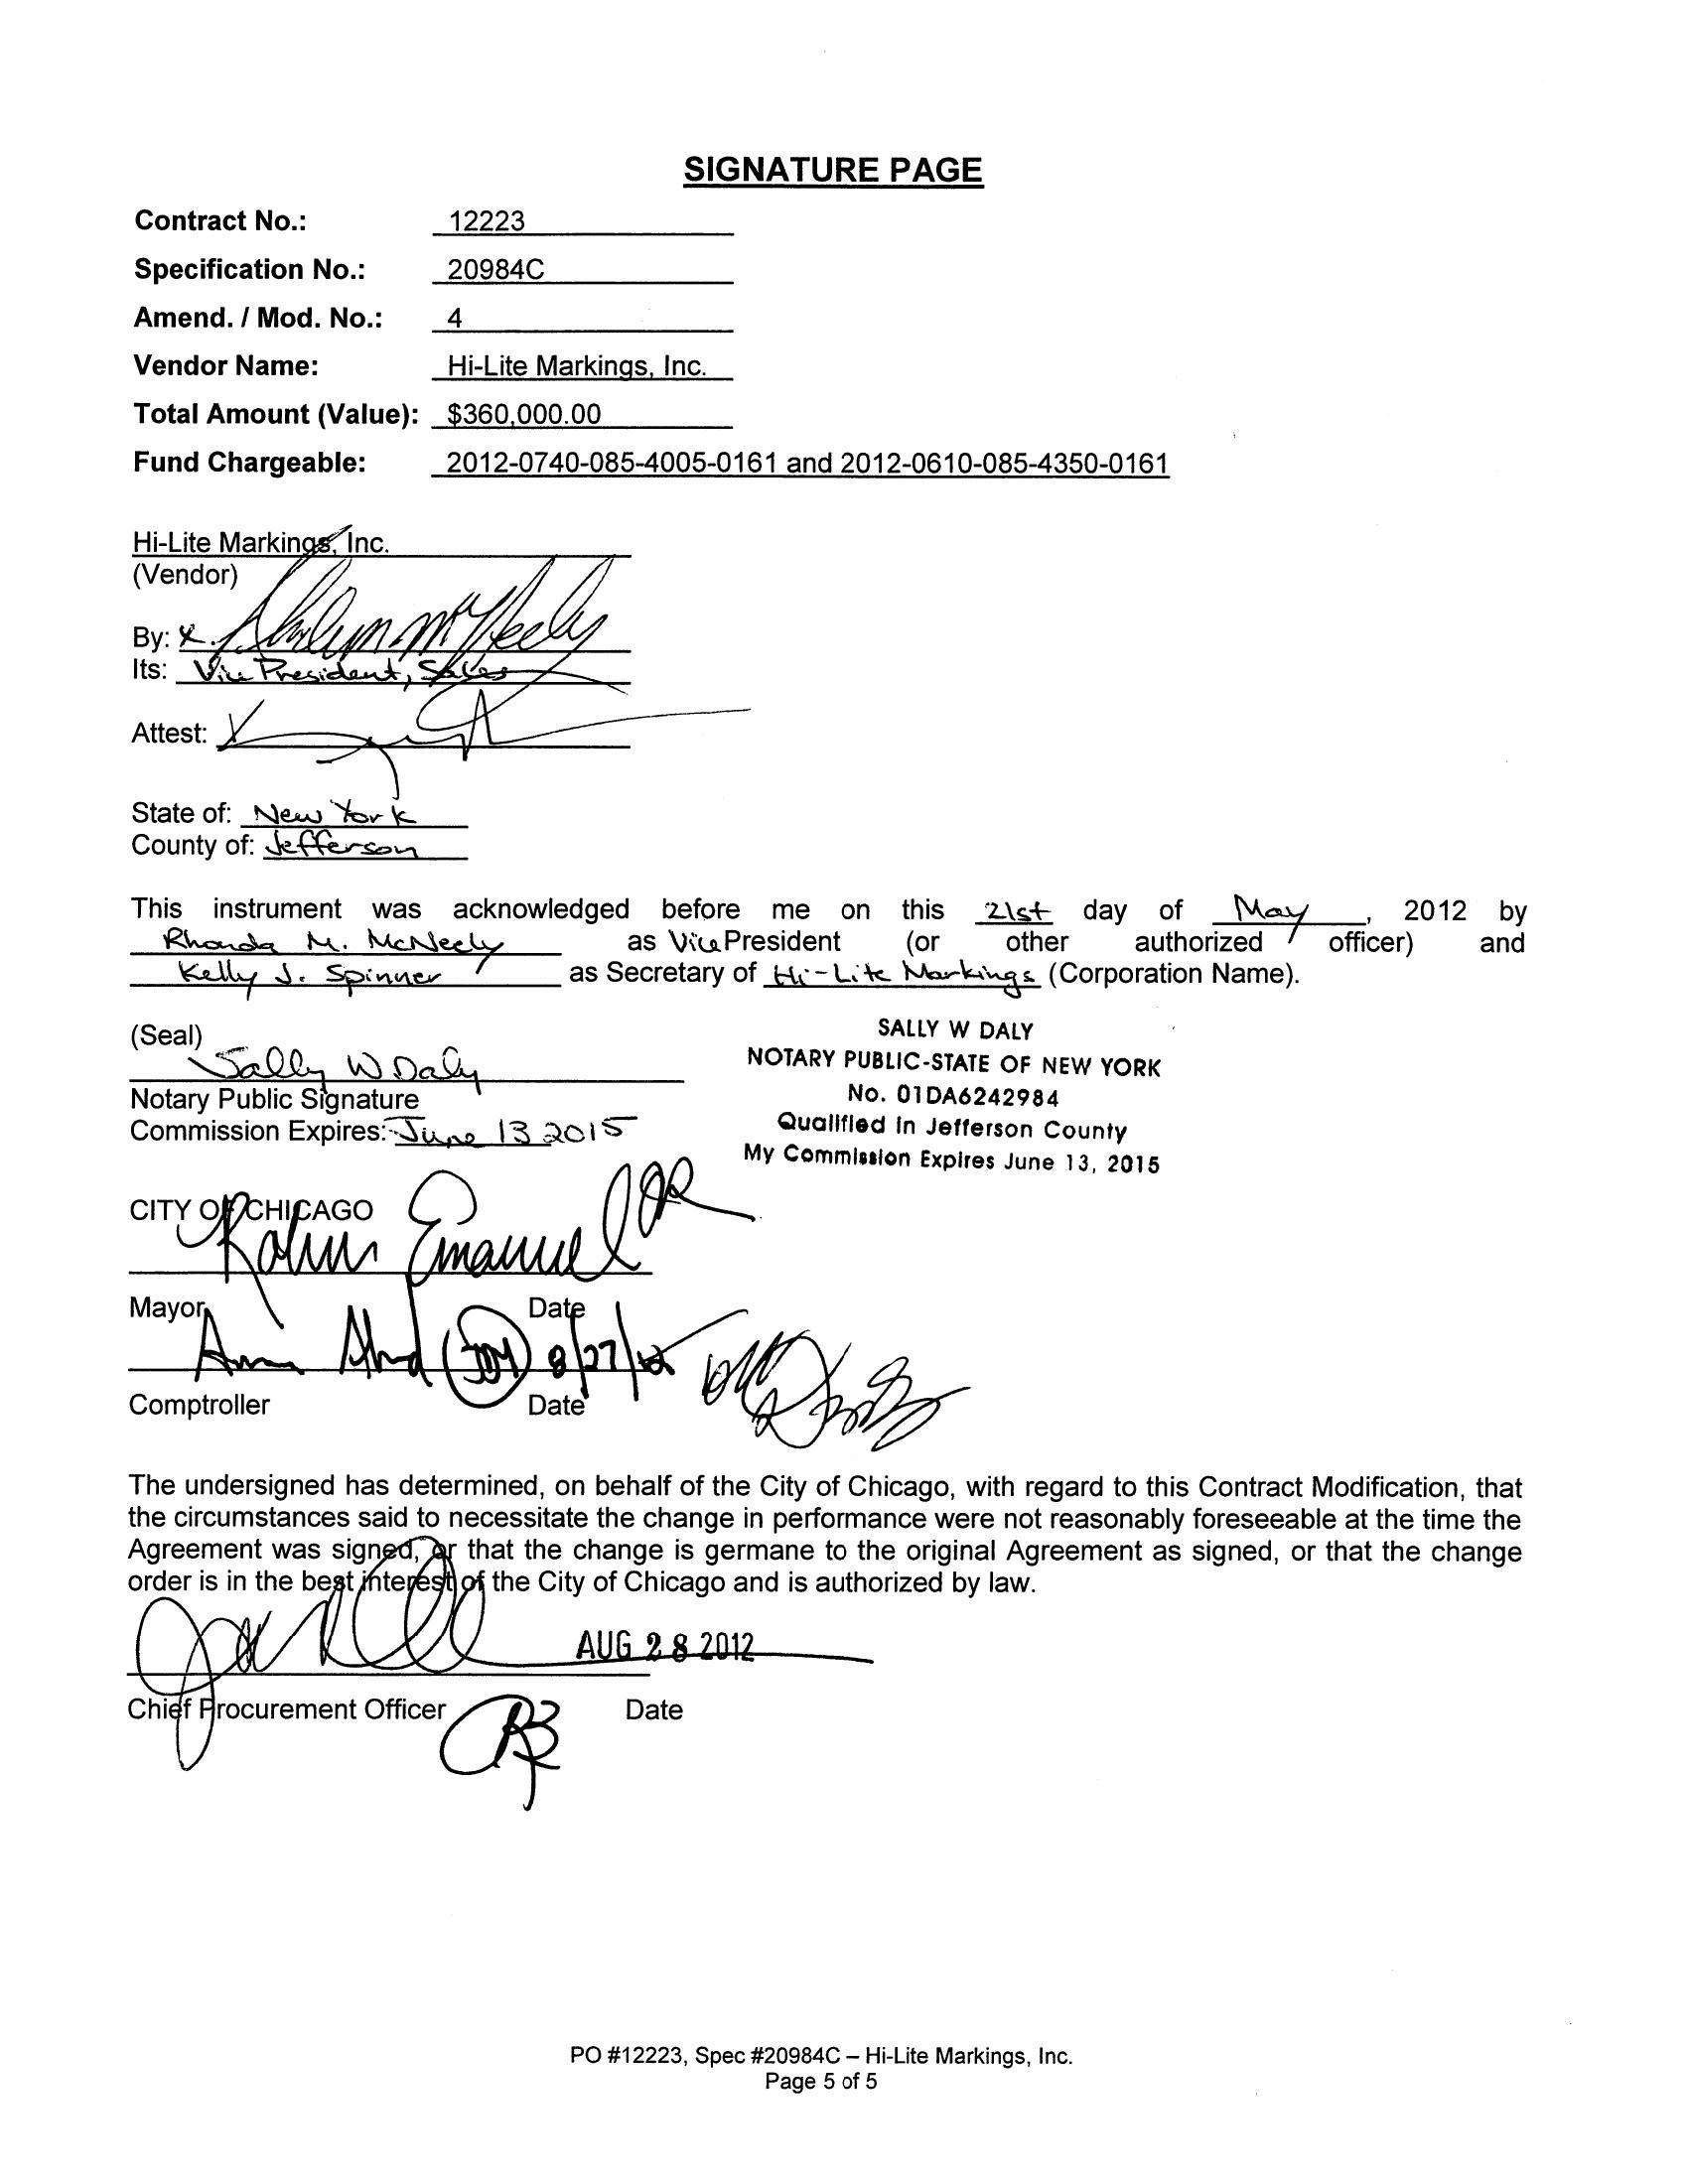 SIGNATURE PAGE
Contract No.: 12223
Specification No.: 20984C
Amend. / Mod. No.: 4
Vendor Name: Hi-Lite Markings, Inc.
Total Amount (Value): $360,000.00
Fund Chargeable: 2012-0740-085-4005-0161 and 2012-0610-085-4350-0161
Hi-Lite Markings, Inc.
(Vendor)
By: x McNeely
Its: Vice President, Sales
Attest: x
State of: New York
County of: Jefferson
This instrument was acknowledged before me on this 21st day of May, 2012 by
Rhonda M. McNeely as Vice President (or other authorized officer) and
Kelly J. Spinner as Secretary of Hi-Lite Markings (Corporation Name).
(Seal)
Sally W Daly
Notary Public Signature
Commission Expires: June 13 2015
SALLY W DALY
NOTARY PUBLIC-STATE OF NEW YORK
No. 01DA6242984
Qualified in Jefferson County
My Commission Expires June 13, 2015
CITY OF CHICAGO
Rahm Emanuel
Mayor Date
8/27/12
Comptroller Date
The undersigned has determined, on behalf of the City of Chicago, with regard to this Contract Modification, that
the circumstances said to necessitate the change in performance were not reasonably foreseeable at the time the
Agreement was signed, or that the change is germane to the original Agreement as signed, or that the change
order is in the best interest of the City of Chicago and is authorized by law.
AUG 28 2012
Chief Procurement Officer Date
PO #12223, Spec #20984C – Hi-Lite Markings, Inc.
Page 5 of 5